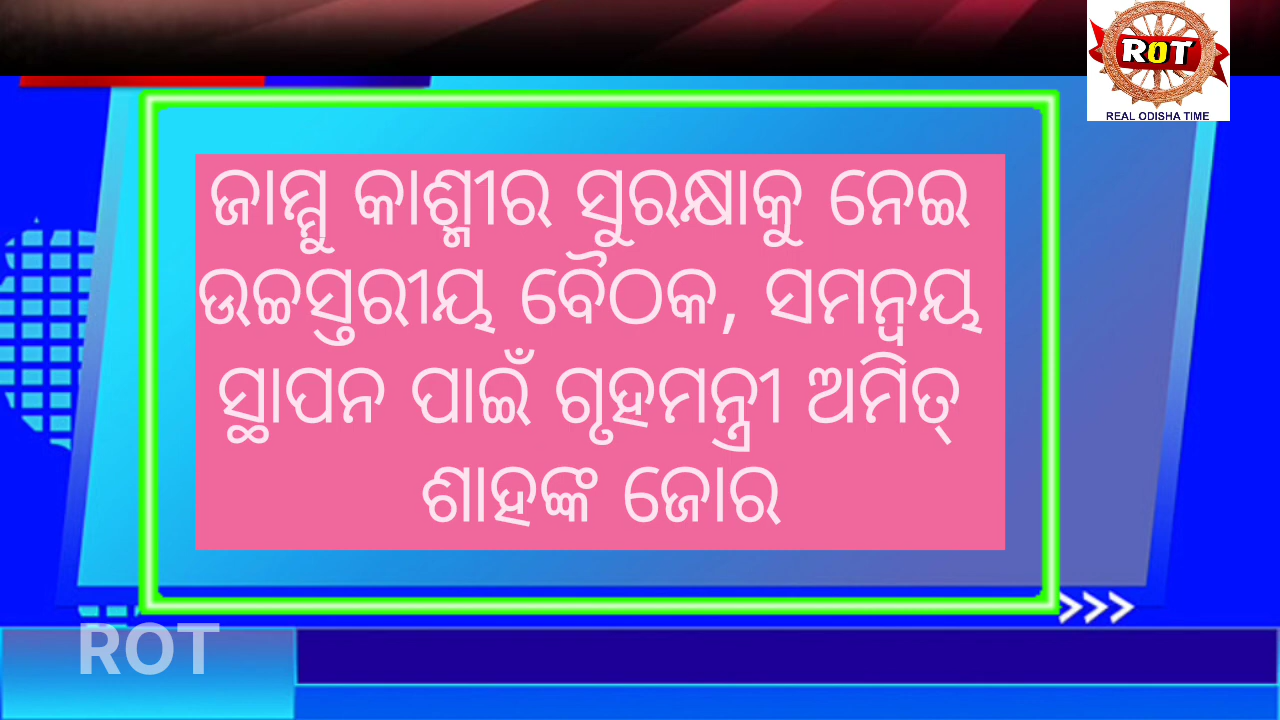 ROT
REAL ODISHA TIME
ଜାମ୍ମୁ କାଶ୍ମୀର ସୁରକ୍ଷାକୁ ନେଇ
ଉଚ୍ଚସ୍ତରୀୟ ବୈଠକ, ସମନ୍ୱୟ
ସ୍ଥାପନ ପାଇଁ ଗୃହମନ୍ତ୍ରୀ ଅମିତ୍
ଶାହଙ୍କ ଜୋର
ROT